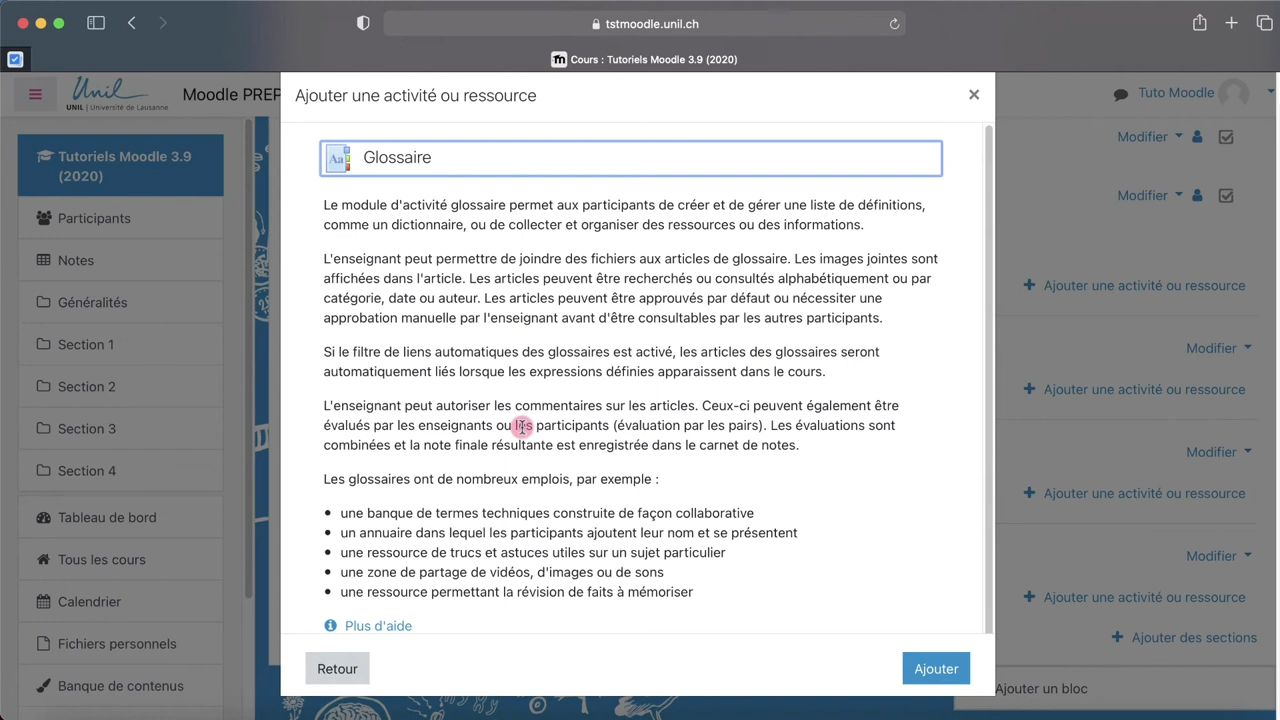 tstmoodle.unil.ch
Cours : Tutoriels Moodle 3.9 (2020)
Unil
UNIL | Université de Lausanne
Moodle PREP
Ajouter une activité ou ressource
Tuto Moodle
Tutoriels Moodle 3.9
(2020)
Participants
Notes
Généralités
Section 1
Section 2
Section 3
Section 4
Tableau de bord
Tous les cours
Calendrier
Fichiers personnels
Banque de contenus
Aa
Glossaire
Le module d'activité glossaire permet aux participants de créer et de gérer une liste de définitions,
comme un dictionnaire, ou de collecter et organiser des ressources ou des informations.
L'enseignant peut permettre de joindre des fichiers aux articles de glossaire. Les images jointes sont
affichées dans l'article. Les articles peuvent être recherchés ou consultés alphabétiquement ou par
catégorie, date ou auteur. Les articles peuvent être approuvés par défaut ou nécessiter une
approbation manuelle par l'enseignant avant d'être consultables par les autres participants.
Si le filtre de liens automatiques des glossaires est activé, les articles des glossaires seront
automatiquement liés lorsque les expressions définies apparaissent dans le cours.
L'enseignant peut autoriser les commentaires sur les articles. Ceux-ci peuvent également être
évalués par les enseignants ou les participants (évaluation par les pairs). Les évaluations sont
combinées et la note finale résultante est enregistrée dans le carnet de notes.
Les glossaires ont de nombreux emplois, par exemple :
• une banque de termes techniques construite de façon collaborative
• un annuaire dans lequel les participants ajoutent leur nom et se présentent
• une ressource de trucs et astuces utiles sur un sujet particulier
• une zone de partage de vidéos, d'images ou de sons
• une ressource permettant la révision de faits à mémoriser
Plus d'aide
Retour
Ajouter
Modifier
Modifier
Ajouter une activité ou ressource
Modifier
Ajouter une activité ou ressource
Modifier
Ajouter une activité ou ressource
Modifier
Ajouter une activité ou ressource
Ajouter des sections
Ajouter un bloc